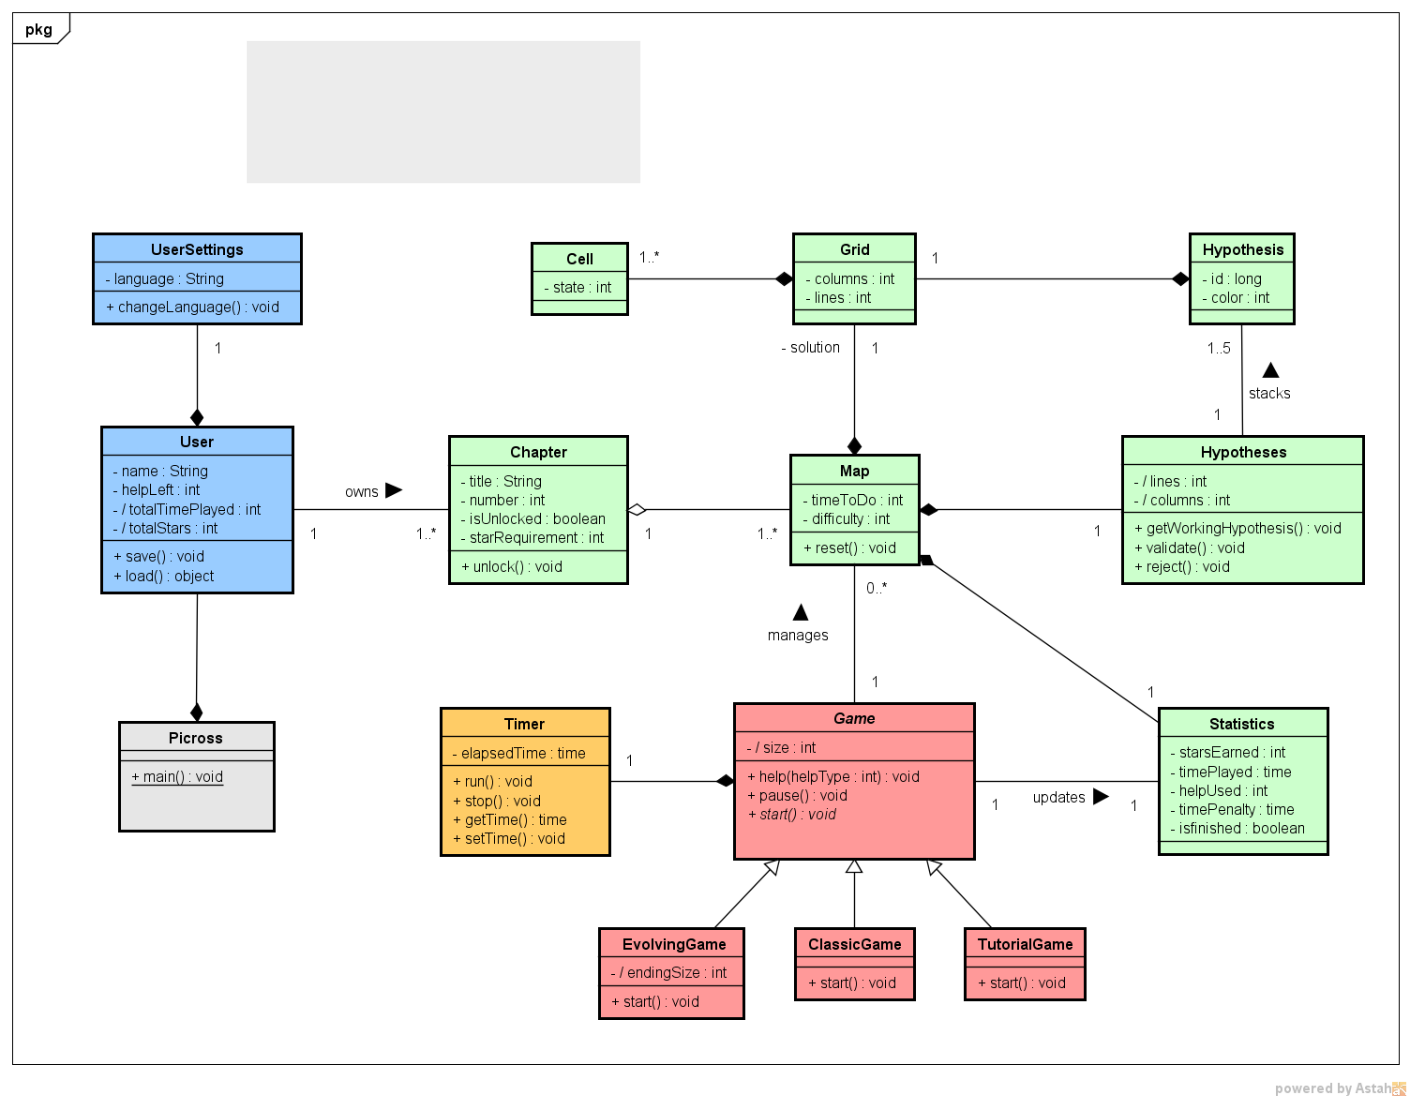 pkg
UserSettings
- language : String
+ changeLanguage() : void
1
User
- name : String
- helpLeft : int
- / totalTimePlayed : int
- / totalStars : int
+ save() : void
+ load() : object
owns
1
1..*
Picross
+ main() : void
Cell
- state : int
1..*
Grid
- columns : int
- lines : int
1
Hypothesis
- id : long
- color : int
- solution
1
1..5
stacks
1
Chapter
- title : String
- number : int
- isUnlocked : boolean
- starRequirement : int
+ unlock() : void
1
1..*
Map
- timeToDo : int
- difficulty : int
+ reset() : void
1
Hypotheses
- / lines : int
- / columns : int
+ getWorkingHypothesis() : void
+ validate() : void
+ reject() : void
0..*
manages
1
1
Timer
- elapsedTime : time
+ run() : void
+ stop() : void
+ getTime() : time
+ setTime() : void
1
Game
- / size : int
+ help(helpType : int) : void
+ pause() : void
+ start() : void
1
updates
1
Statistics
- starsEarned : int
- timePlayed : time
- helpUsed : int
- timePenalty : time
- isfinished : boolean
EvolvingGame
- / endingSize : int
+ start() : void
ClassicGame
+ start() : void
TutorialGame
+ start() : void
powered by Astah